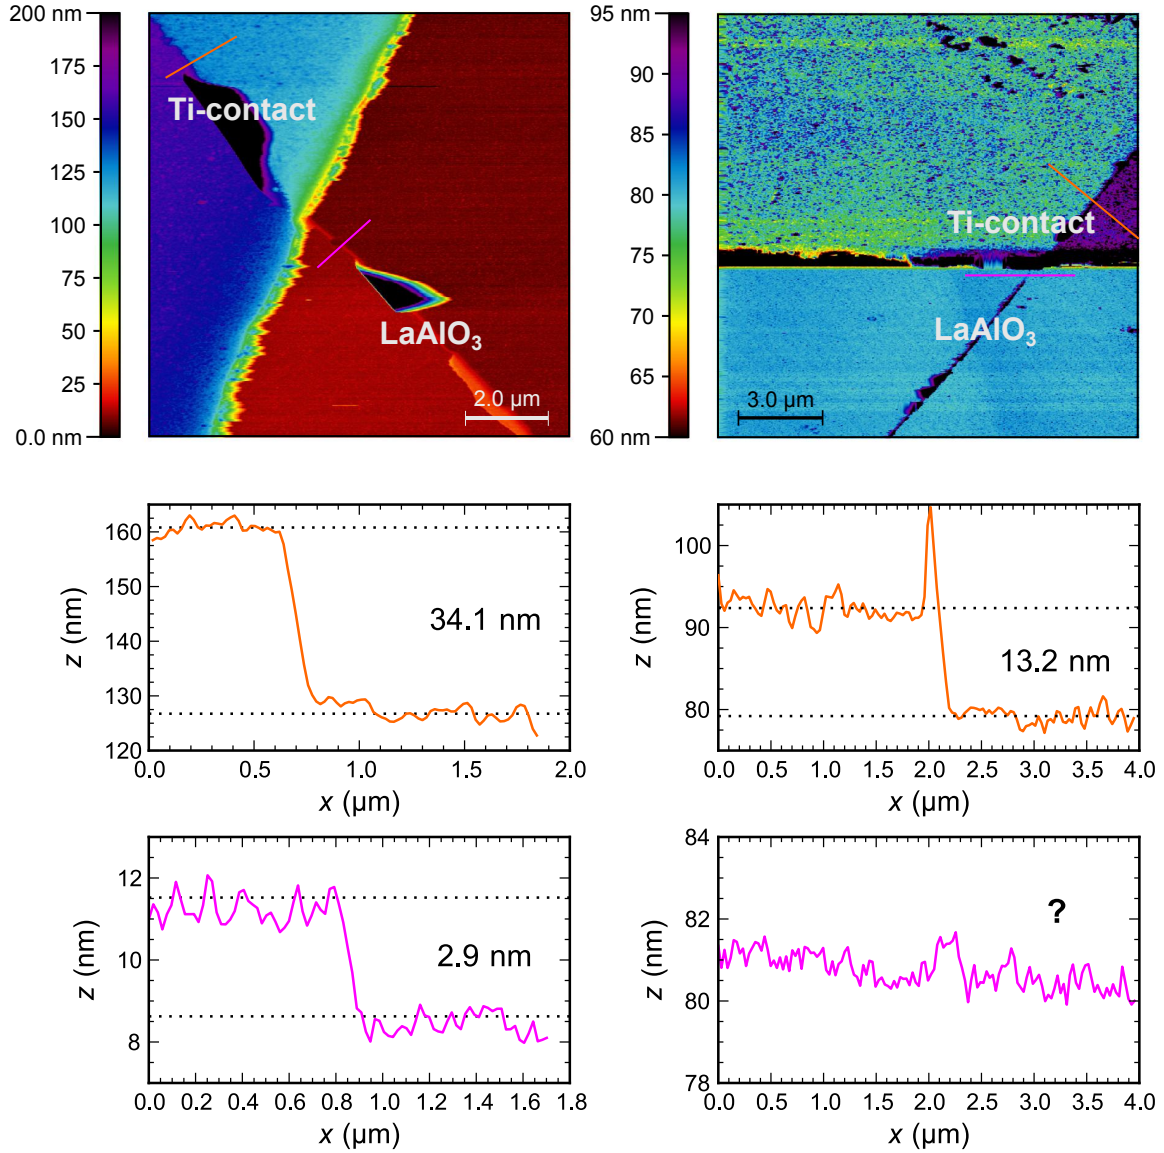 200 nm
175
150
125
100
75
50
25
0.0 nm
Ti-contact
LaAlO₃
2.0 µm
95 nm
90
85
80
75
70
65
60 nm
Ti-contact
LaAlO₃
3.0 µm
160
150
140
130
120
z (nm)
34.1 nm
0.0 0.5 1.0 1.5 2.0
x (µm)
100
90
80
z (nm)
13.2 nm
0.0 0.5 1.0 1.5 2.0 2.5 3.0 3.5 4.0
x (µm)
12
11
8
z (nm)
2.9 nm
0.0 0.2 0.4 0.6 0.8 1.0 1.2 1.4 1.6 1.8
x (µm)
84
82
80
78
z (nm)
?
0.0 0.5 1.0 1.5 2.0 2.5 3.0 3.5 4.0
x (µm)